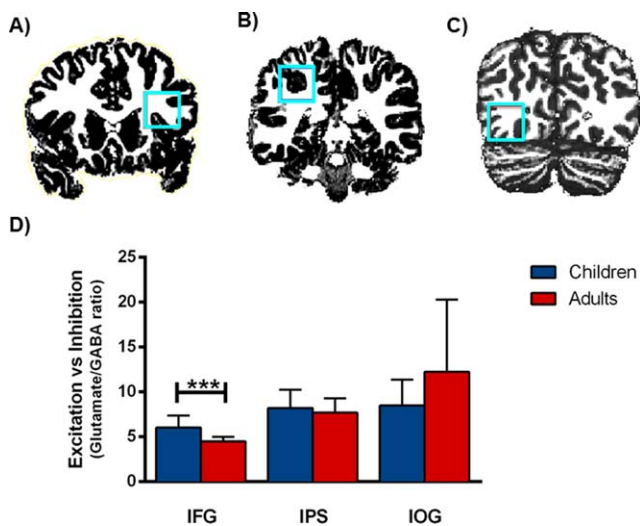 A)
B)
C)
D)
Excitation vs Inhibition
(Glutamate/GABA ratio)
25
20
15
10
5
0
***
IFG
IPS
IOG
Children
Adults